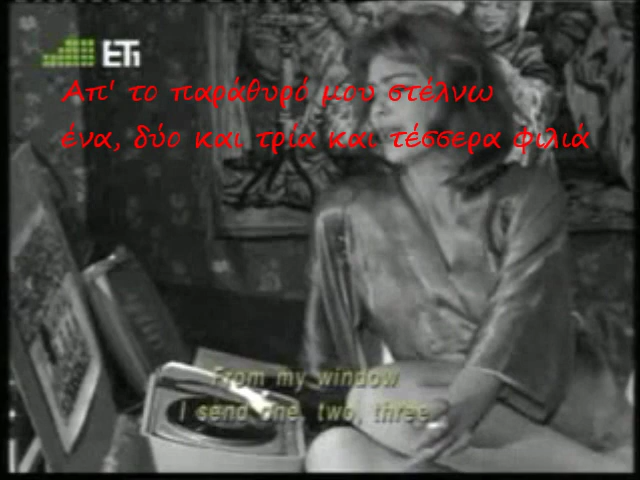 ET1
Απ' το παράθυρό μου στέλνω
ένα, δύο και τρία και τέσσερα φιλιά
From my window
I send one, two, three